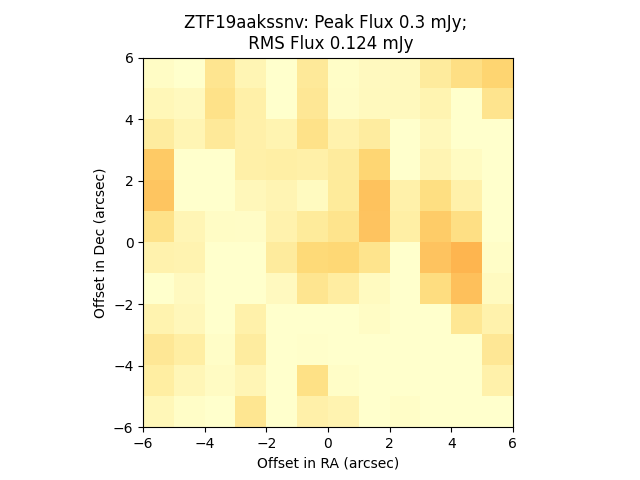 ZTF19aakssnv: Peak Flux 0.3 mJy;
RMS Flux 0.124 mJy
6
4
2
0
−2
−4
−6
Offset in Dec (arcsec)
−6 −4 −2 0 2 4 6
Offset in RA (arcsec)